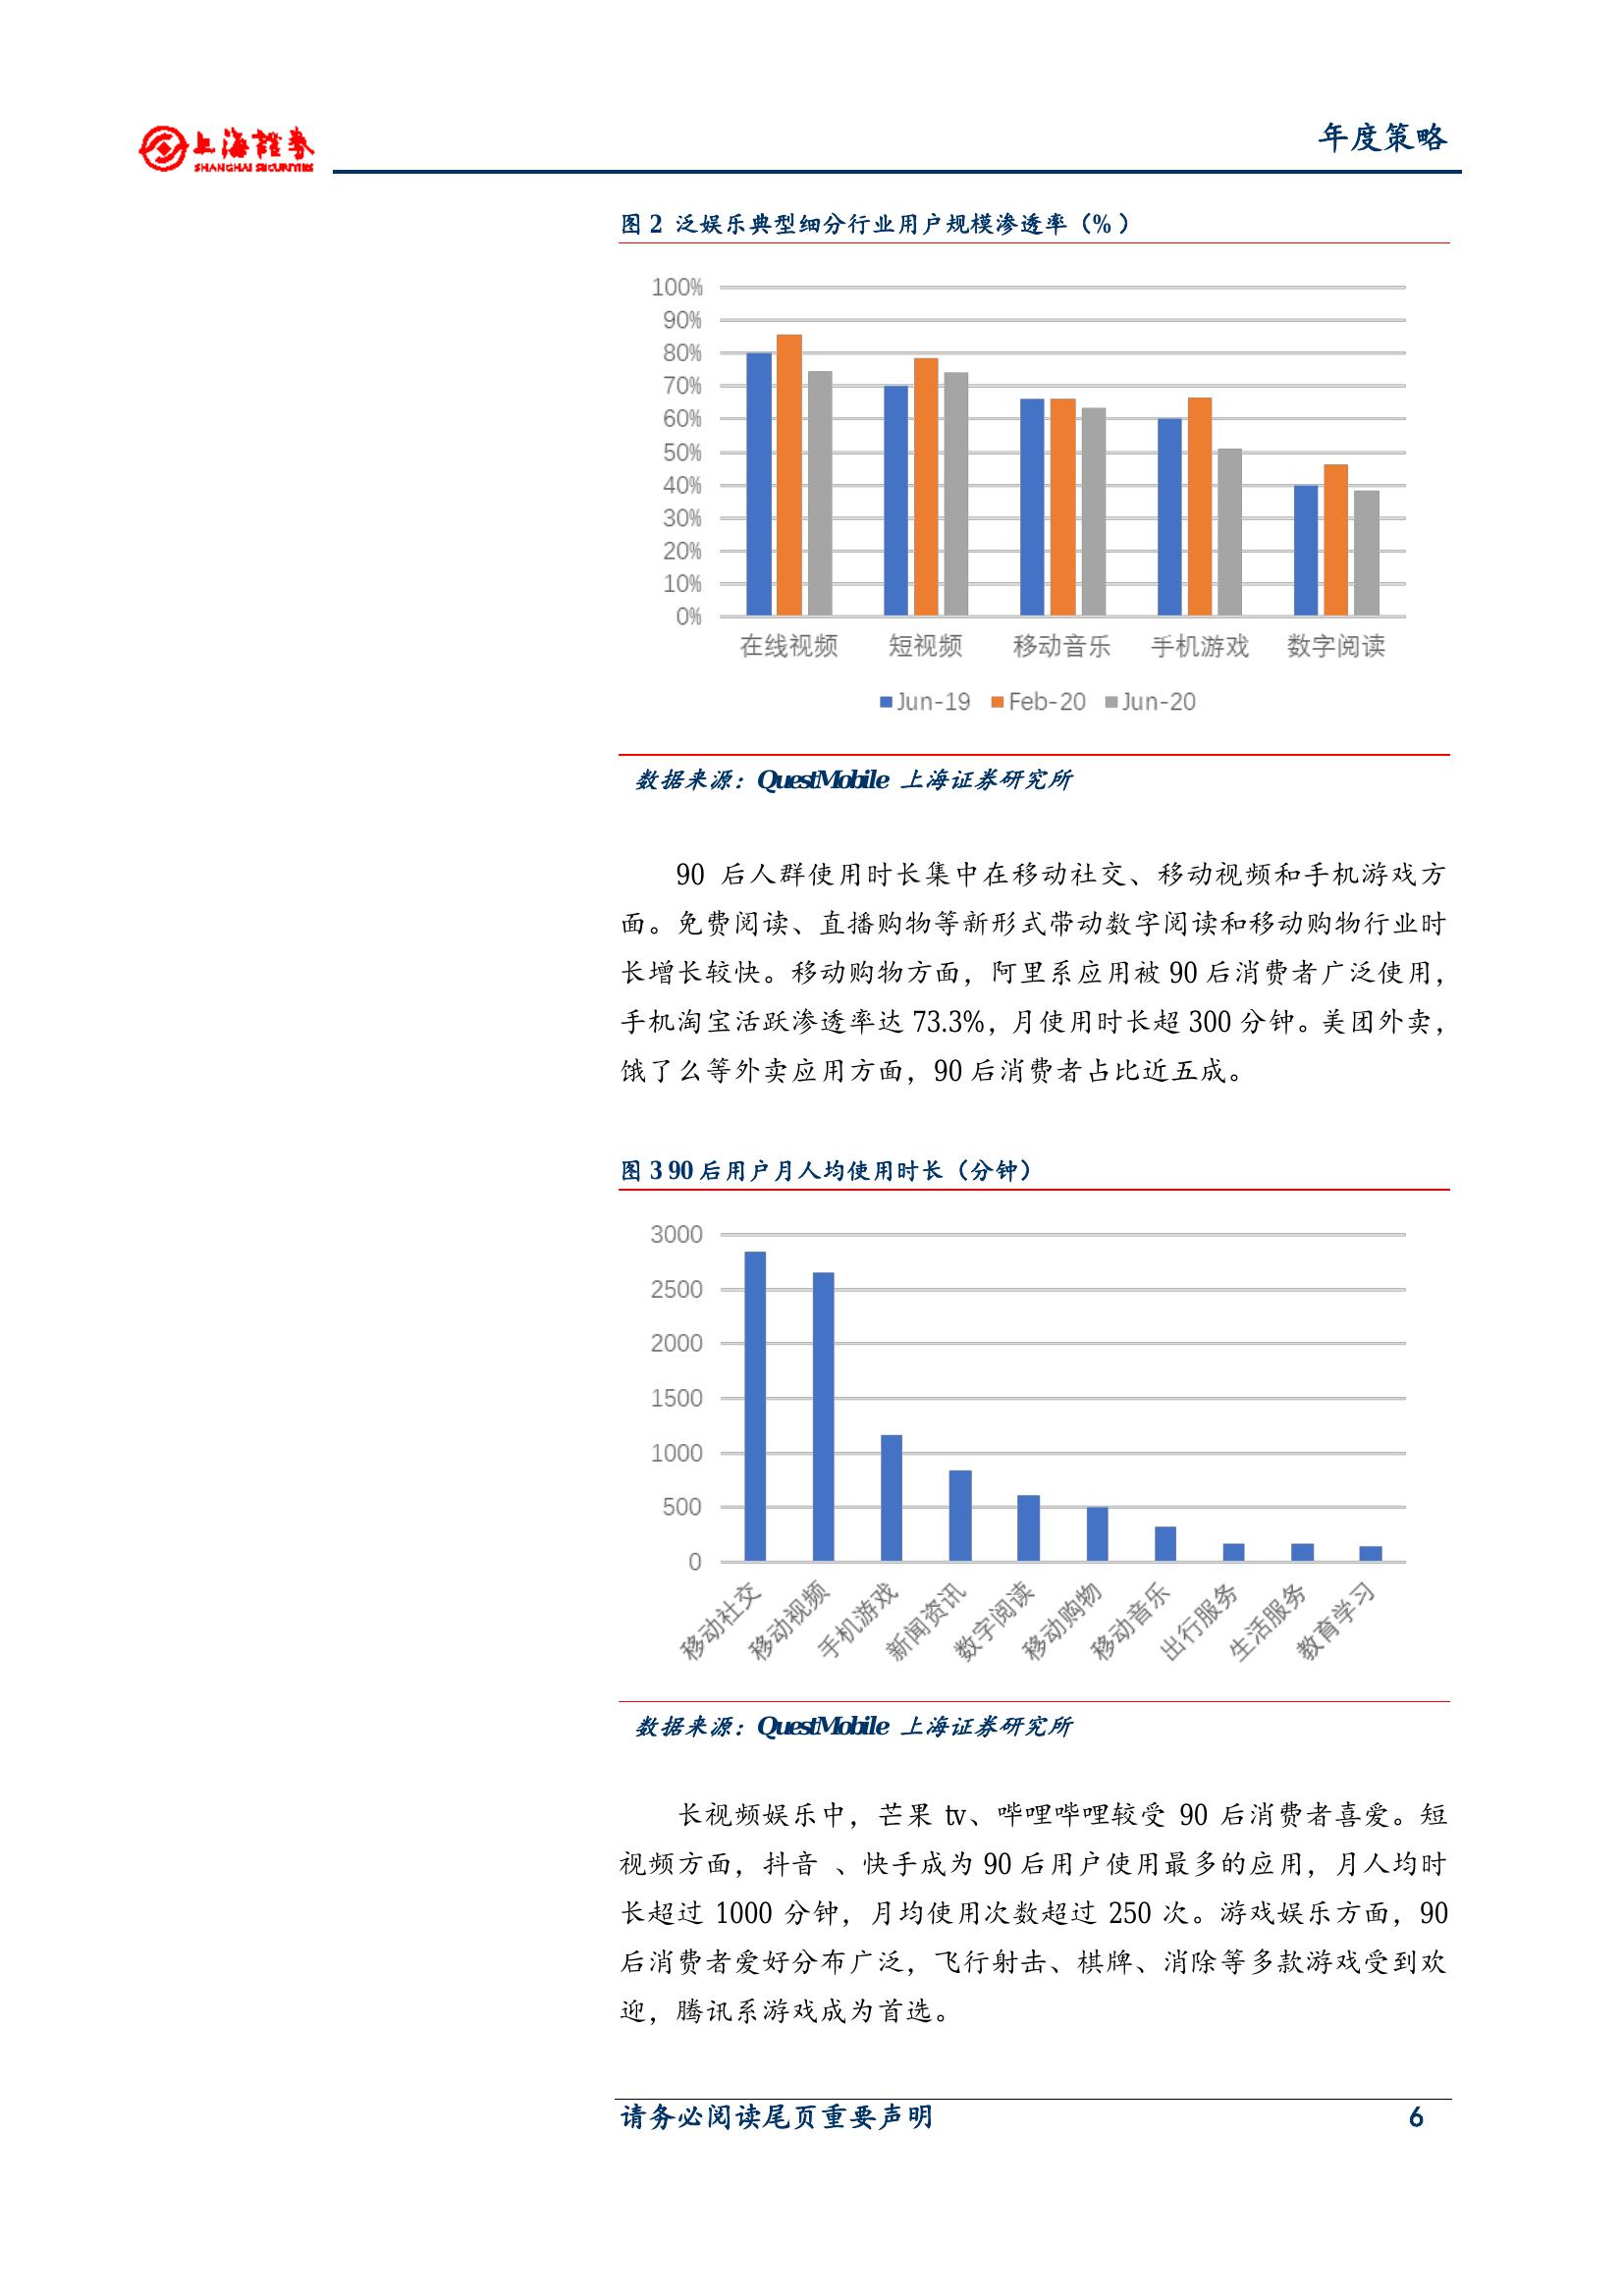 上海證券
SHANGHAI SECURITIES
年度策略
图 2 泛娱乐典型细分行业用户规模渗透率（%）
100%
90%
80%
70%
60%
50%
40%
30%
20%
10%
0%
在线视频 短视频 移动音乐 手机游戏 数字阅读
Jun-19 Feb-20 Jun-20
数据来源：QuestMobile 上海证券研究所
90 后人群使用时长集中在移动社交、移动视频和手机游戏方
面。免费阅读、直播购物等新形式带动数字阅读和移动购物行业时
长增长较快。移动购物方面，阿里系应用被 90 后消费者广泛使用，
手机淘宝活跃渗透率达 73.3%，月使用时长超 300 分钟。美团外卖，
饿了么等外卖应用方面，90 后消费者占比近五成。
图 3 90 后用户月人均使用时长（分钟）
3000
2500
2000
1500
1000
500
0
移动社交 移动视频 手机游戏 新闻资讯 数字阅读 移动购物 移动音乐 出行服务 生活服务 教育学习
数据来源：QuestMobile 上海证券研究所
长视频娱乐中，芒果 tv、哔哩哔哩较受 90 后消费者喜爱。短
视频方面，抖音 、快手成为 90 后用户使用最多的应用，月人均时
长超过 1000 分钟，月均使用次数超过 250 次。游戏娱乐方面，90
后消费者爱好分布广泛，飞行射击、棋牌、消除等多款游戏受到欢
迎，腾讯系游戏成为首选。
请务必阅读尾页重要声明 6